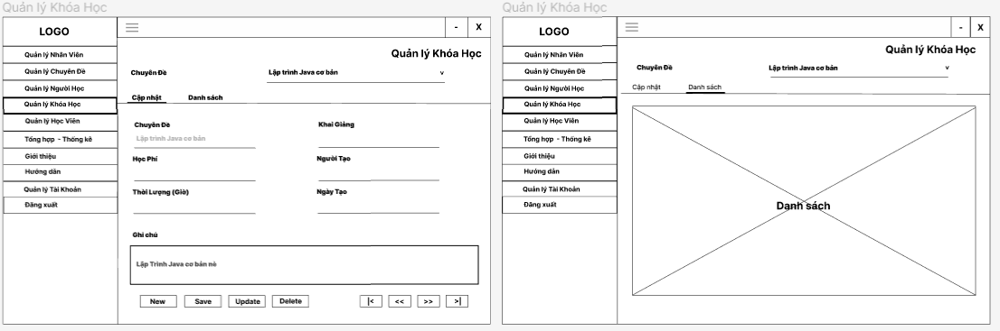 Quản lý Khóa Học
LOGO
- X
Quản lý Nhân Viên
Quản lý Chuyên Đề
Quản lý Người Học
Quản lý Khóa Học
Quản lý Học Viên
Tổng hợp - Thống kê
Giới thiệu
Hướng dẫn
Quản lý Tài Khoản
Đăng xuất
Quản lý Khóa Học
Chuyên Đề
Lập trình Java cơ bản v
Cập nhật Danh sách
Chuyên Đề Khai Giảng
Lập trình Java cơ bản
Học Phí Người Tạo
Thời Lượng (Giờ) Ngày Tạo
Ghi chú
Lập Trình Java cơ bản nè
New Save Update Delete |< << >> >|
Quản lý Khóa Học
LOGO
- X
Quản lý Nhân Viên
Quản lý Chuyên Đề
Quản lý Người Học
Quản lý Khóa Học
Quản lý Học Viên
Tổng hợp - Thống kê
Giới thiệu
Hướng dẫn
Quản lý Tài Khoản
Đăng xuất
Quản lý Khóa Học
Chuyên Đề
Lập trình Java cơ bản v
Cập nhật Danh sách
Danh sách